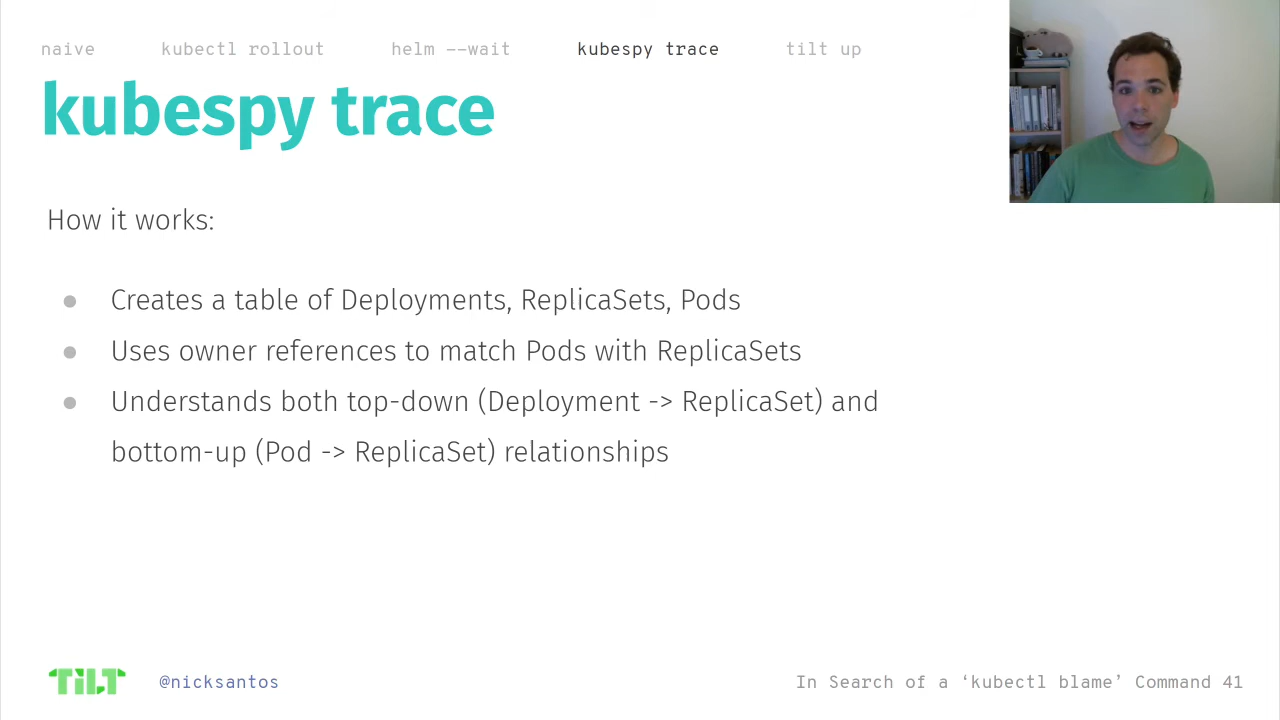 naive kubectl rollout helm --wait kubespy trace tilt up
kubespy trace
How it works:
● Creates a table of Deployments, ReplicaSets, Pods
● Uses owner references to match Pods with ReplicaSets
● Understands both top-down (Deployment -> ReplicaSet) and
bottom-up (Pod -> ReplicaSet) relationships
TILT @nicksantos In Search of a ‘kubectl blame’ Command 41